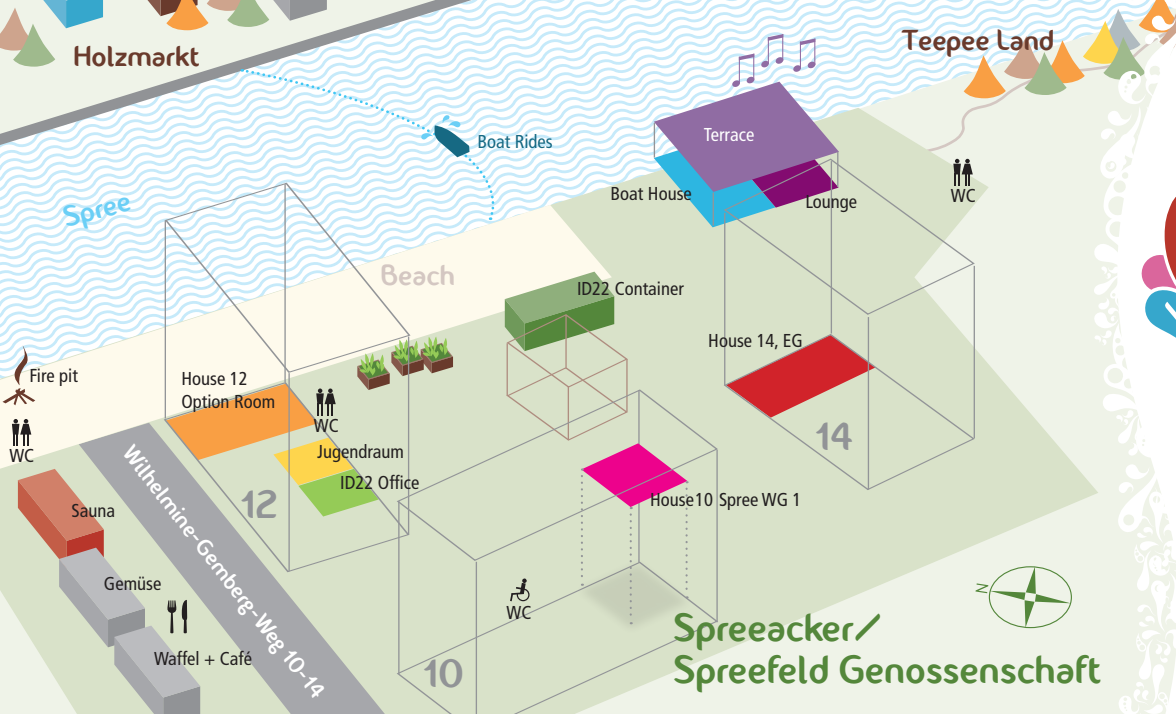 Holzmarkt
Teepee Land
Terrace
Boat Rides
WC
Boat House
Lounge
Spree
Beach
ID22 Container
House 14, EG
Fire pit
House 12
Option Room
WC
WC
Jugendraum
ID22 Office
14
12
House10 Spree WG 1
Sauna
Wilhelmine-Gemberg-Weg 10-14
Gemüse
WC
N
Waffel + Café
10
Spreeacker/
Spreefeld Genossenschaft